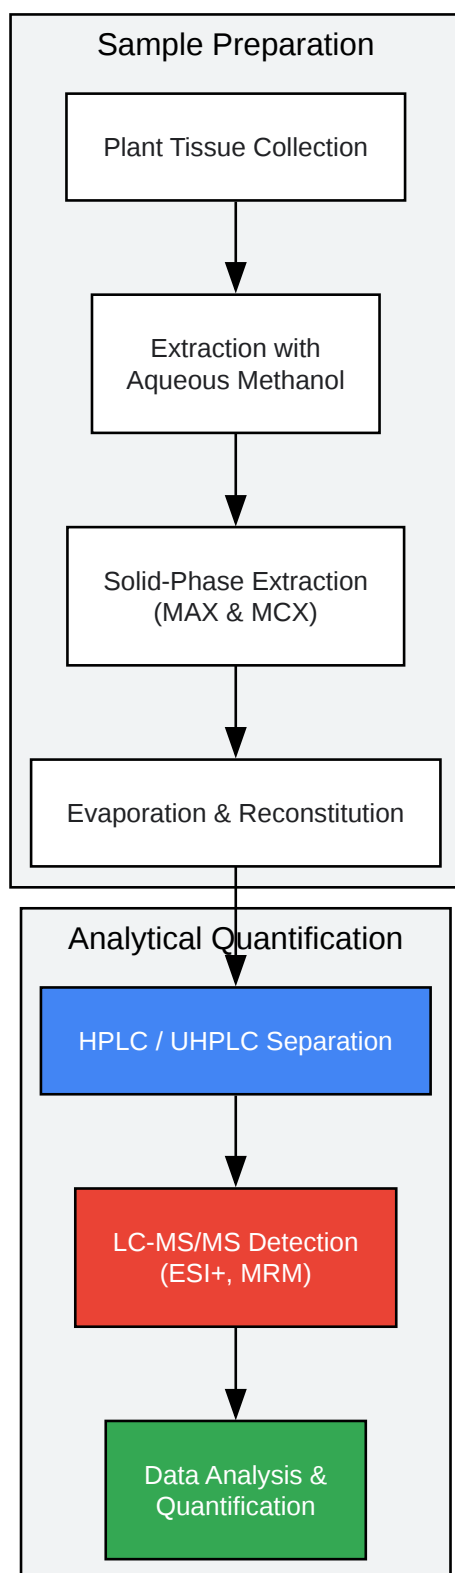 Sample Preparation
Plant Tissue Collection
Extraction with
Aqueous Methanol
Solid-Phase Extraction
(MAX & MCX)
Evaporation & Reconstitution
Analytical Quantification
HPLC / UHPLC Separation
LC-MS/MS Detection
(ESI+, MRM)
Data Analysis &
Quantification